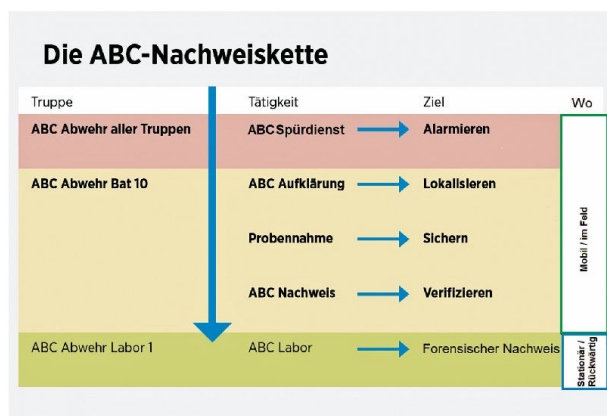 Die ABC-Nachweiskette
Truppe Tätigkeit Ziel Wo
ABC Abwehr aller Truppen ABC Spürdienst Alarmieren
ABC Abwehr Bat 10 ABC Aufklärung Lokalisieren
Probennahme Sichern
ABC Nachweis Verifizieren
Mobil / im Feld
ABC Abwehr Labor 1 ABC Labor Forensischer Nachweis
Stationär /
Rückwärtig